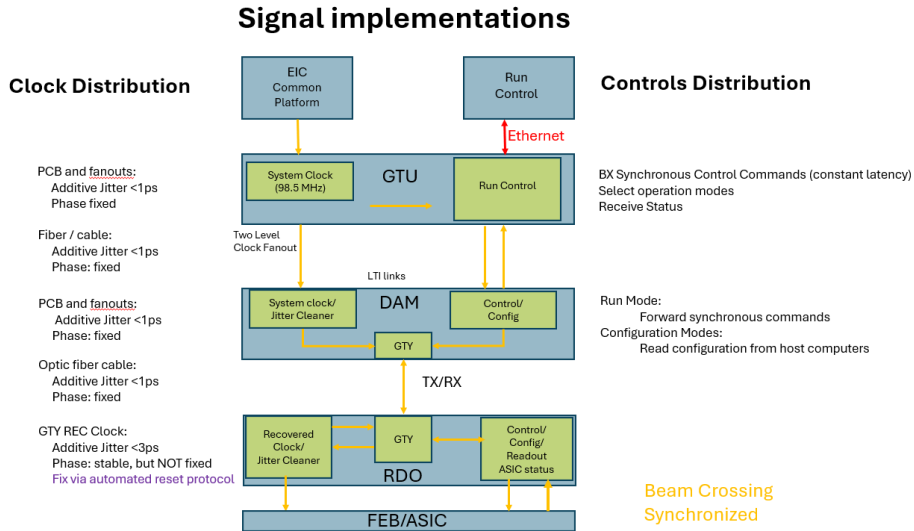 Signal implementations
Clock Distribution
EIC
Common
Platform
Run
Control
Controls Distribution
Ethernet
PCB and fanouts:
Additive Jitter <1ps
Phase fixed
System Clock
(98.5 MHz)
GTU
Run Control
BX Synchronous Control Commands (constant latency)
Select operation modes
Receive Status
Fiber / cable:
Additive Jitter <1ps
Phase: fixed
Two Level
Clock Fanout
LTI links
PCB and fanouts:
Additive Jitter <1ps
Phase: fixed
System clock/
Jitter Cleaner
DAM
Control/
Config
GTY
Run Mode:
Forward synchronous commands
Configuration Modes:
Read configuration from host computers
Optic fiber cable:
Additive Jitter <1ps
Phase: fixed
TX/RX
GTY REC Clock:
Additive Jitter <3ps
Phase: stable, but NOT fixed
Fix via automated reset protocol
Recovered
Clock/
Jitter Cleaner
GTY
RDO
Control/
Config/
Readout
ASIC status
Beam Crossing
Synchronized
FEB/ASIC